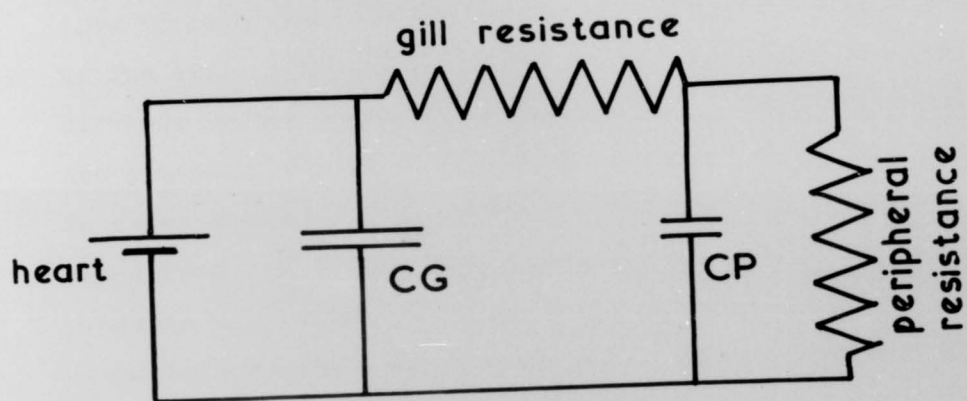 gill resistance
heart
CG
CP
peripheral
resistance